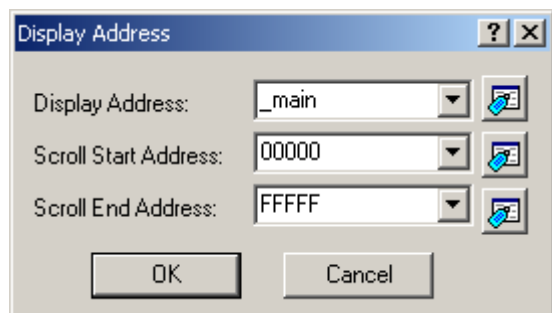 Display Address
Display Address: _main
Scroll Start Address: 00000
Scroll End Address: FFFFF
OK Cancel